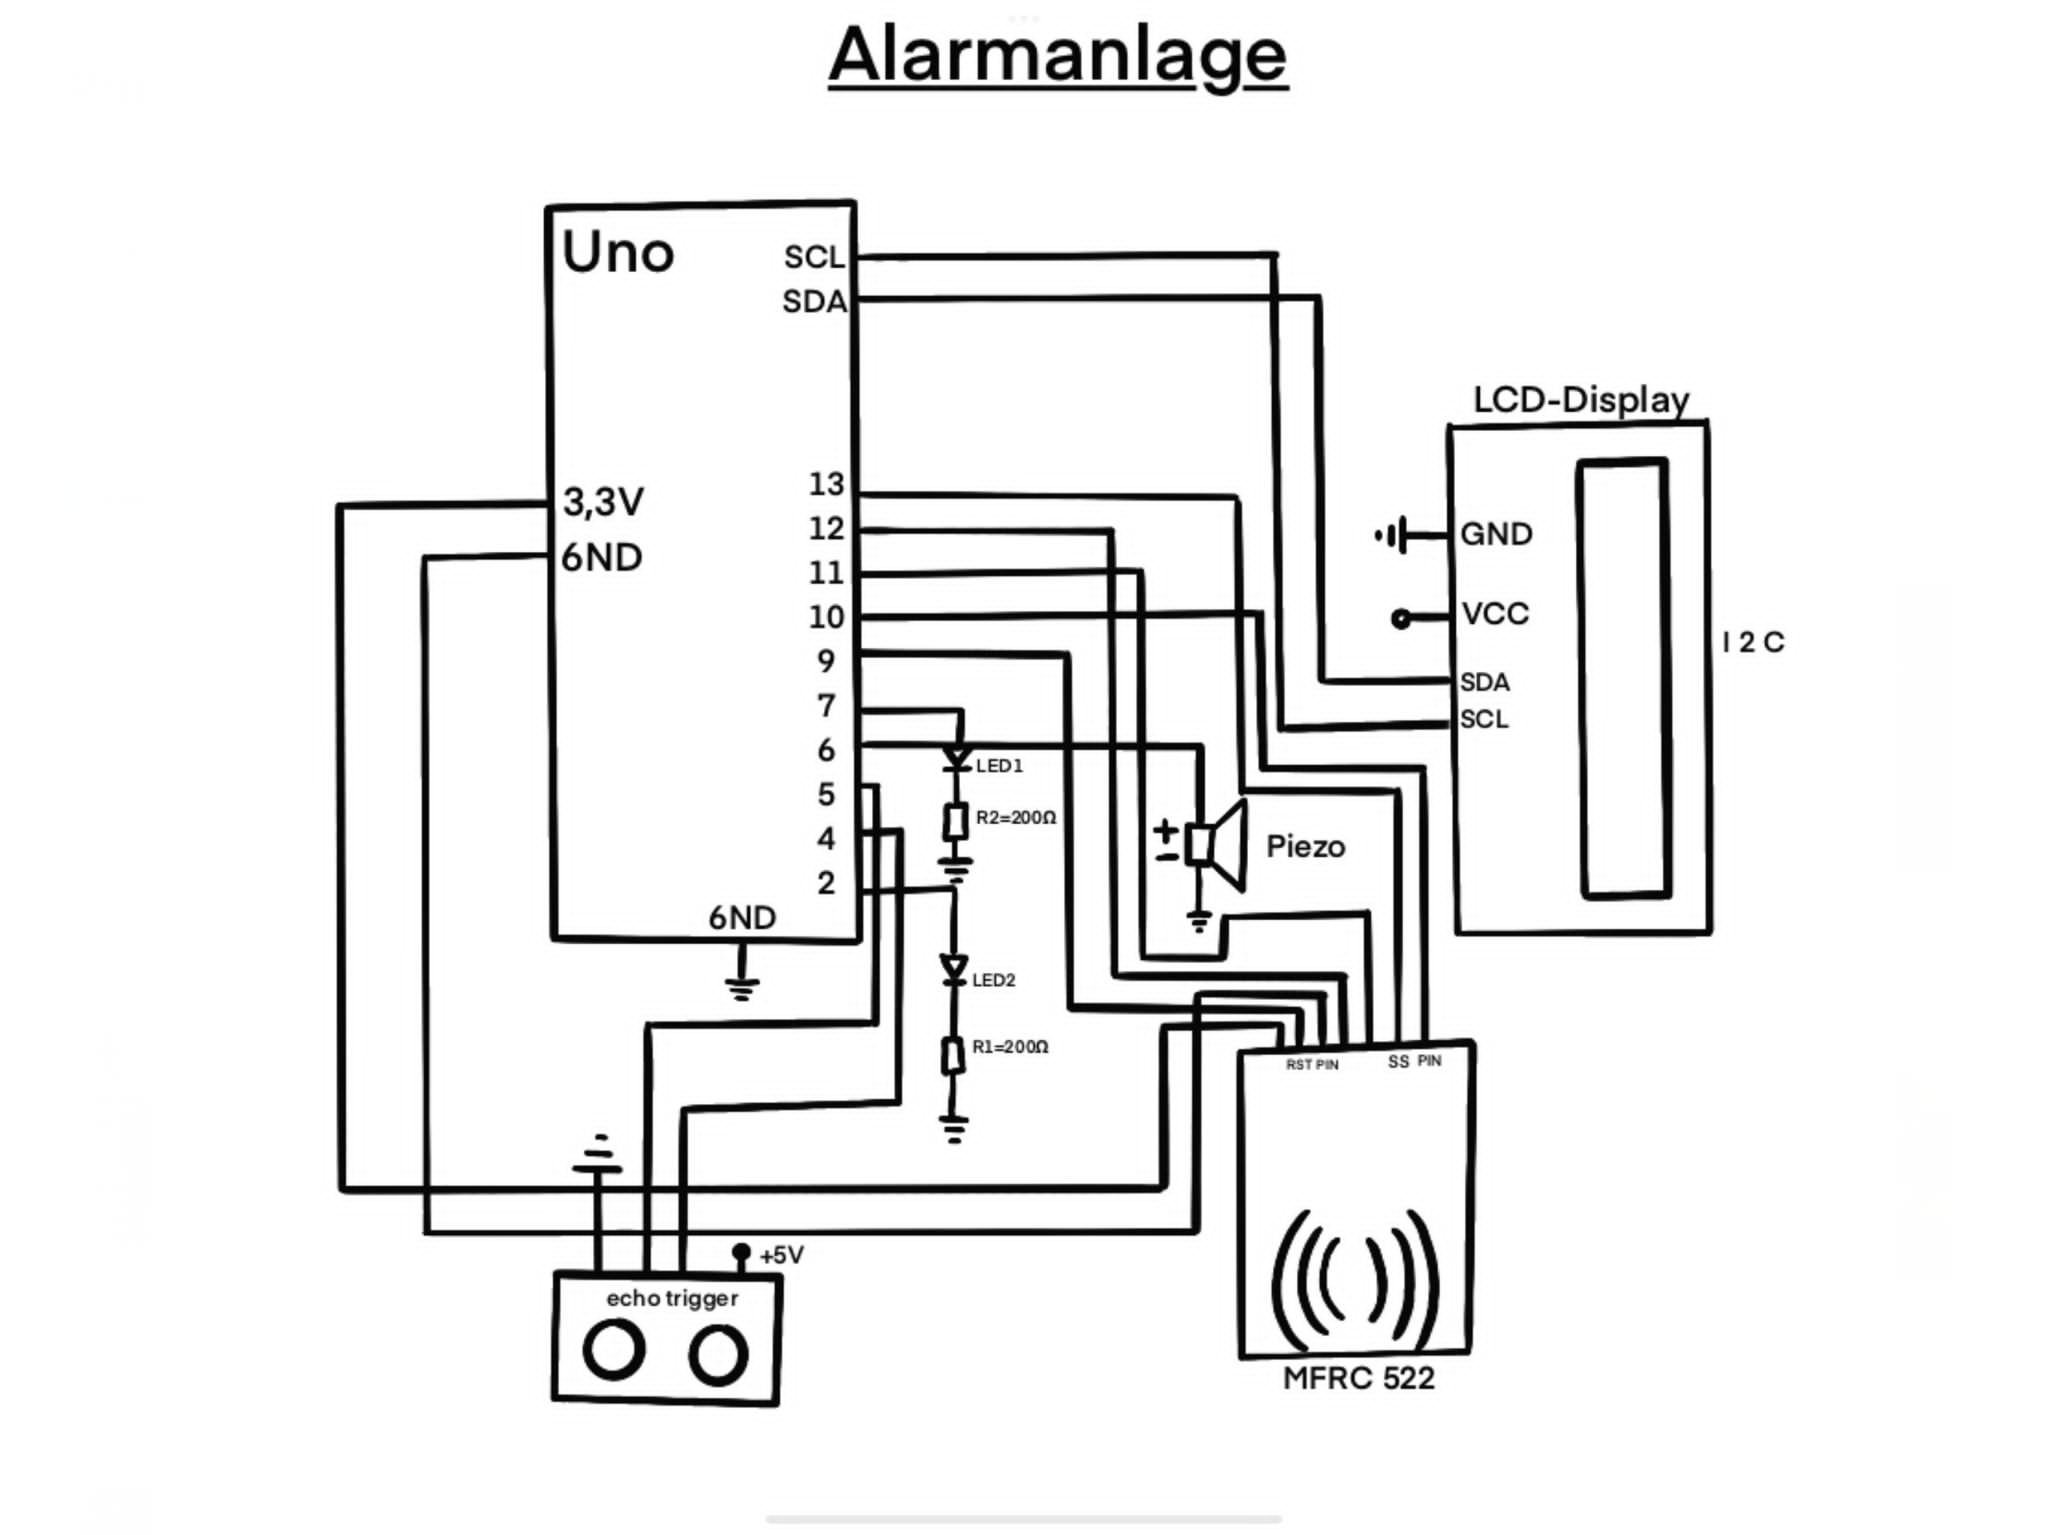 Alarmanlage
Uno
SCL
SDA
3,3V
6ND
13
12
11
10
9
7
6
5
4
2
6ND
LED1
R2=200Ω
LED2
R1=200Ω
+
−
Piezo
LCD-Display
GND
VCC
SDA
SCL
I 2 C
RST PIN
SS PIN
MFRC 522
+5V
echo trigger